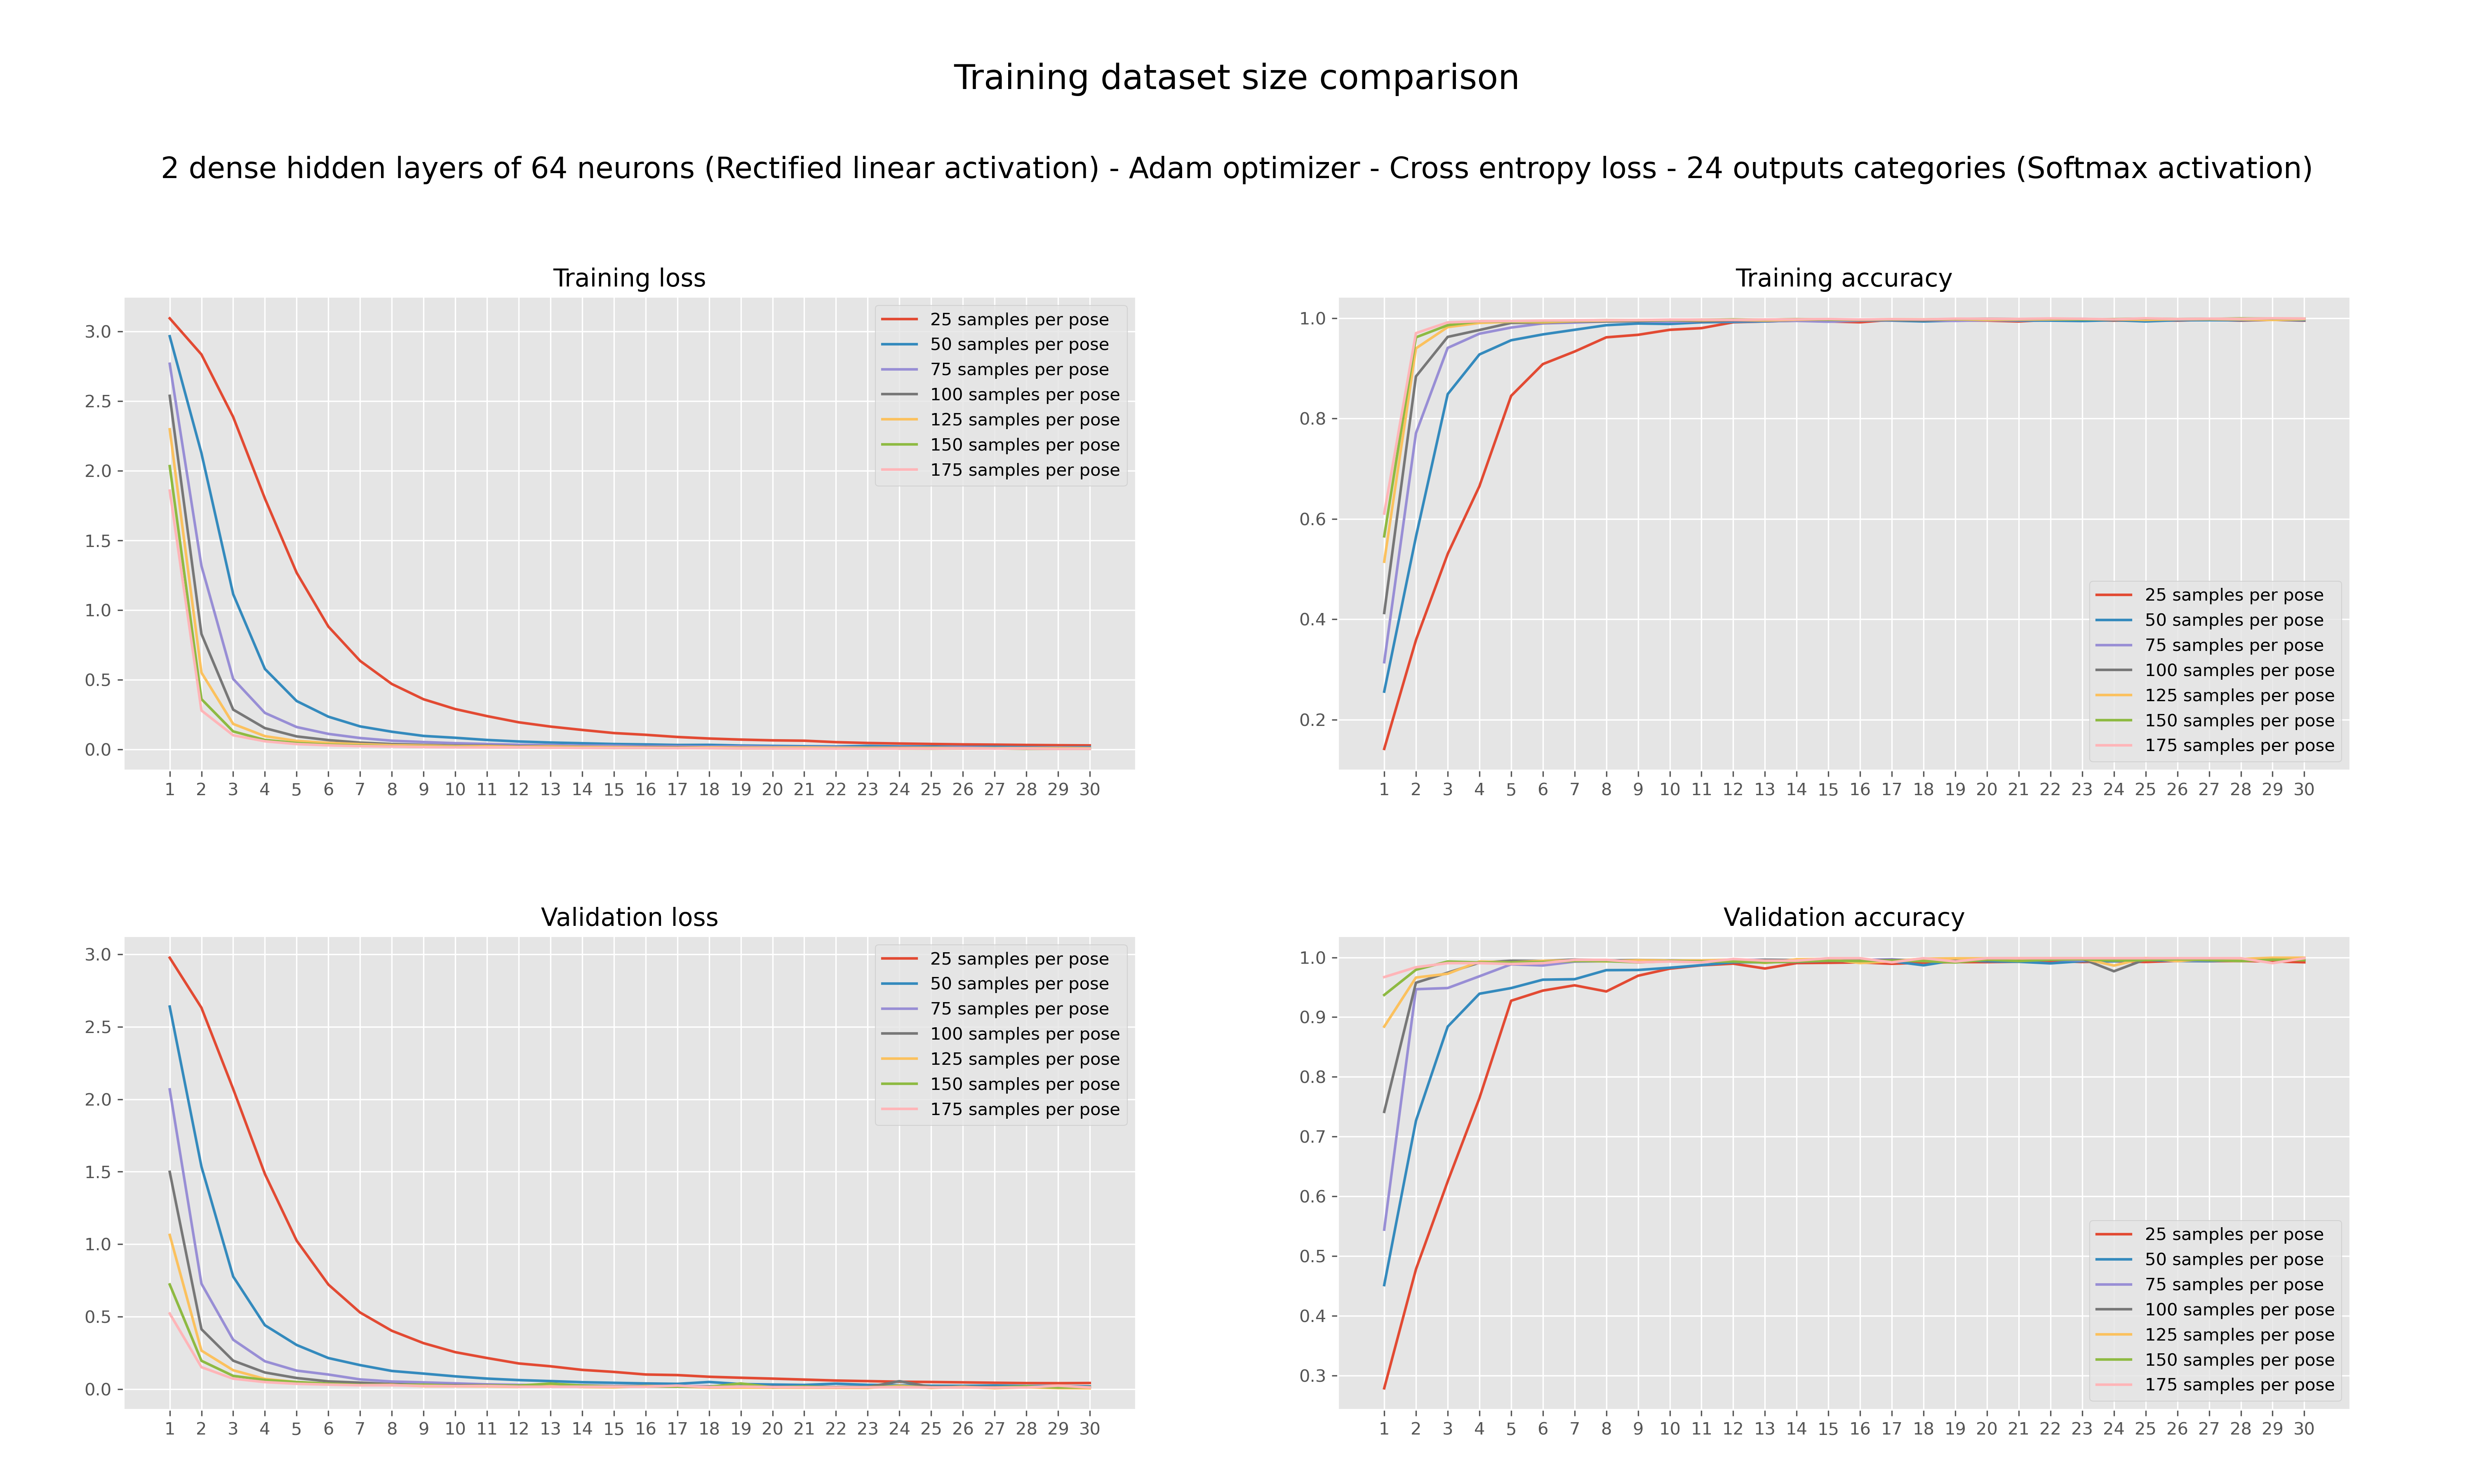 Training dataset size comparison
2 dense hidden layers of 64 neurons (Rectified linear activation) - Adam optimizer - Cross entropy loss - 24 outputs categories (Softmax activation)
Training loss
3.0
2.5
2.0
1.5
1.0
0.5
0.0
1 2 3 4 5 6 7 8 9 10 11 12 13 14 15 16 17 18 19 20 21 22 23 24 25 26 27 28 29 30
25 samples per pose
50 samples per pose
75 samples per pose
100 samples per pose
125 samples per pose
150 samples per pose
175 samples per pose
Training accuracy
1.0
0.8
0.6
0.4
0.2
1 2 3 4 5 6 7 8 9 10 11 12 13 14 15 16 17 18 19 20 21 22 23 24 25 26 27 28 29 30
25 samples per pose
50 samples per pose
75 samples per pose
100 samples per pose
125 samples per pose
150 samples per pose
175 samples per pose
Validation loss
3.0
2.5
2.0
1.5
1.0
0.5
0.0
1 2 3 4 5 6 7 8 9 10 11 12 13 14 15 16 17 18 19 20 21 22 23 24 25 26 27 28 29 30
25 samples per pose
50 samples per pose
75 samples per pose
100 samples per pose
125 samples per pose
150 samples per pose
175 samples per pose
Validation accuracy
1.0
0.9
0.8
0.7
0.6
0.5
0.4
0.3
1 2 3 4 5 6 7 8 9 10 11 12 13 14 15 16 17 18 19 20 21 22 23 24 25 26 27 28 29 30
25 samples per pose
50 samples per pose
75 samples per pose
100 samples per pose
125 samples per pose
150 samples per pose
175 samples per pose